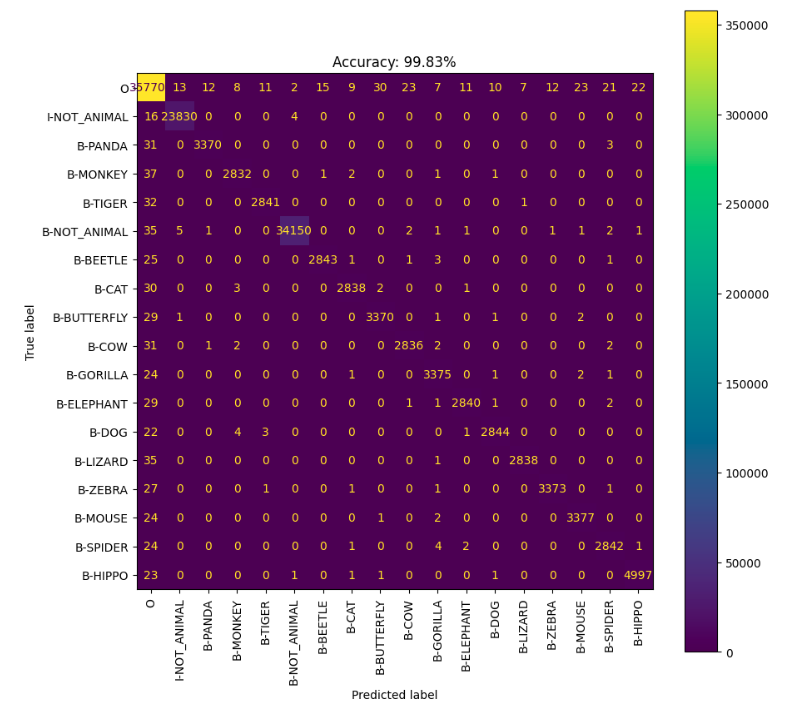 Accuracy: 99.83%
True label
O 13 12 8 11 2 15 9 30 23 7 11 10 7 12 23 21 22
I-NOT_ANIMAL 16 23830 0 0 0 4 0 0 0 0 0 0 0 0 0 0 0 0
B-PANDA 31 0 3370 0 0 0 0 0 0 0 0 0 0 0 0 0 3 0
B-MONKEY 37 0 0 2832 0 0 1 2 0 0 1 0 1 0 0 0 0 0
B-TIGER 32 0 0 0 2841 0 0 0 0 0 0 0 0 1 0 0 0 0
B-NOT_ANIMAL 35 5 1 0 0 34150 0 0 0 2 1 1 0 0 1 1 2 1
B-BEETLE 25 0 0 0 0 0 2843 1 0 1 3 0 0 0 0 0 1 0
B-CAT 30 0 0 3 0 0 0 2838 2 0 0 1 0 0 0 0 0 0
B-BUTTERFLY 29 1 0 0 0 0 0 0 3370 0 1 0 1 0 0 2 0 0
B-COW 31 0 1 2 0 0 0 0 0 2836 2 0 0 0 0 0 2 0
B-GORILLA 24 0 0 0 0 0 0 1 0 0 3375 0 1 0 0 2 1 0
B-ELEPHANT 29 0 0 0 0 0 0 0 0 1 1 2840 1 0 0 0 2 0
B-DOG 22 0 0 4 3 0 0 0 0 0 0 1 2844 0 0 0 0 0
B-LIZARD 35 0 0 0 0 0 0 0 0 0 1 0 0 2838 0 0 0 0
B-ZEBRA 27 0 0 0 1 0 0 1 0 0 1 0 0 0 3373 0 1 0
B-MOUSE 24 0 0 0 0 0 0 0 1 0 2 0 0 0 0 3377 0 0
B-SPIDER 24 0 0 0 0 0 0 1 0 0 4 2 0 0 0 0 2842 1
B-HIPPO 23 0 0 0 0 1 0 1 1 0 0 0 1 0 0 0 0 4997
O I-NOT_ANIMAL B-PANDA B-MONKEY B-TIGER B-NOT_ANIMAL B-BEETLE B-CAT B-BUTTERFLY B-COW B-GORILLA B-ELEPHANT B-DOG B-LIZARD B-ZEBRA B-MOUSE B-SPIDER B-HIPPO
Predicted label
350000
300000
250000
200000
150000
100000
50000
0